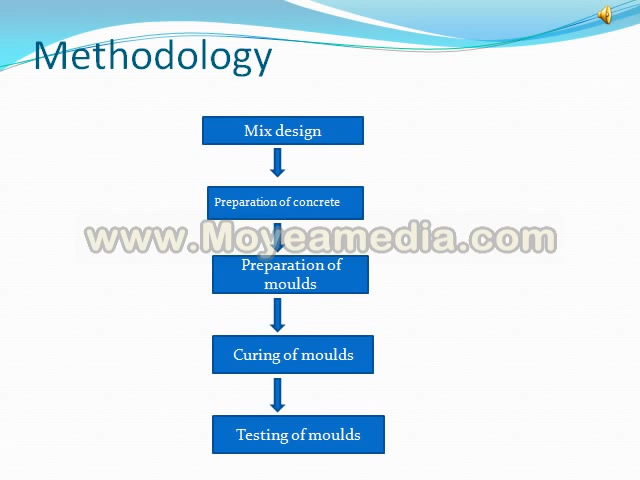 Methodology
Mix design
Preparation of concrete
www.Moyeamedia.com
Preparation of
moulds
Curing of moulds
Testing of moulds